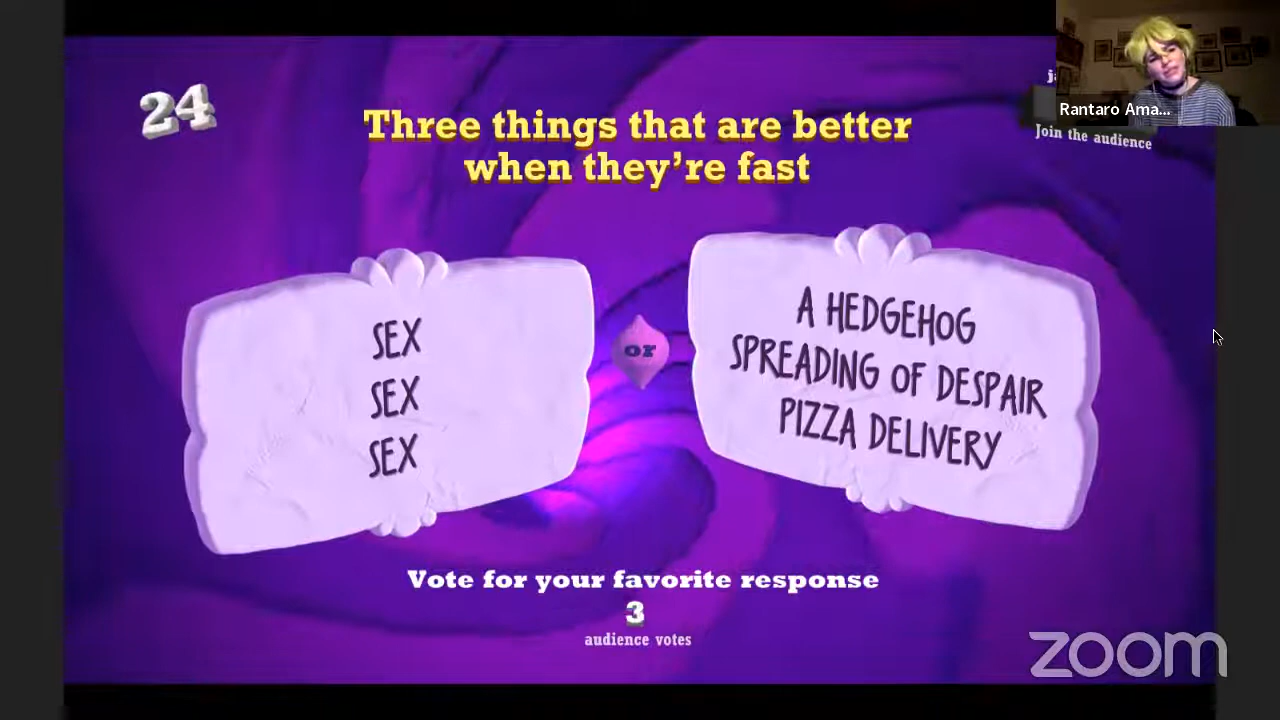 24
Three things that are better
when they're fast
Rantaro Ama...
Join the audience
SEX
SEX
SEX
or
A HEDGEHOG
SPREADING OF DESPAIR
PIZZA DELIVERY
Vote for your favorite response
3
audience votes
zoom